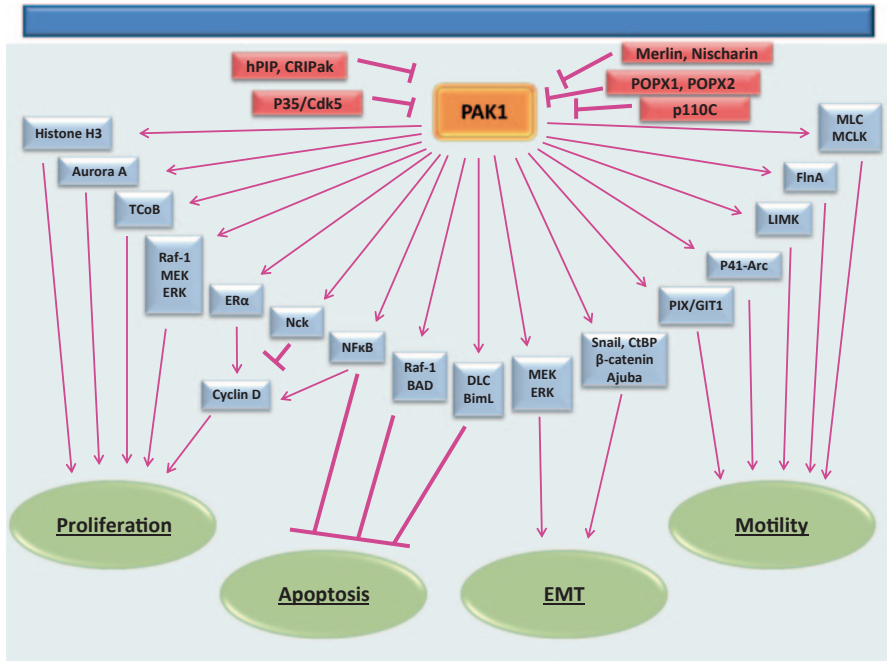 hPIP, CRIPak
Merlin, Nischarin
POPX1, POPX2
P35/Cdk5
PAK1
p110C
Histone H3
MLC
MCLK
Aurora A
FlnA
TCoB
LIMK
Raf-1
MEK
ERK
P41-Arc
ERα
PIX/GIT1
Nck
NFκB
Snail, CtBP
β-catenin
Ajuba
Raf-1
BAD
DLC
BimL
MEK
ERK
Cyclin D
Proliferation
Motility
Apoptosis
EMT